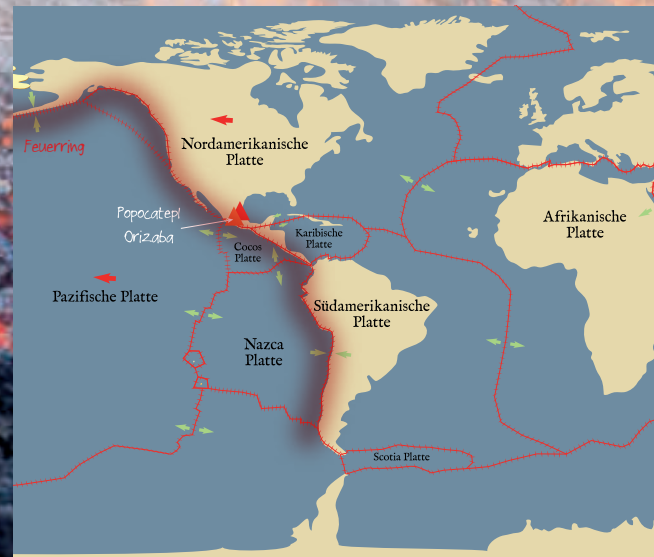 Feuerring
Nordamerikanische
Platte
Popocatepl
Orizaba
Cocos
Platte
Karibische
Platte
Afrikanische
Platte
Pazifische Platte
Südamerikanische
Platte
Nazca
Platte
Scotia Platte